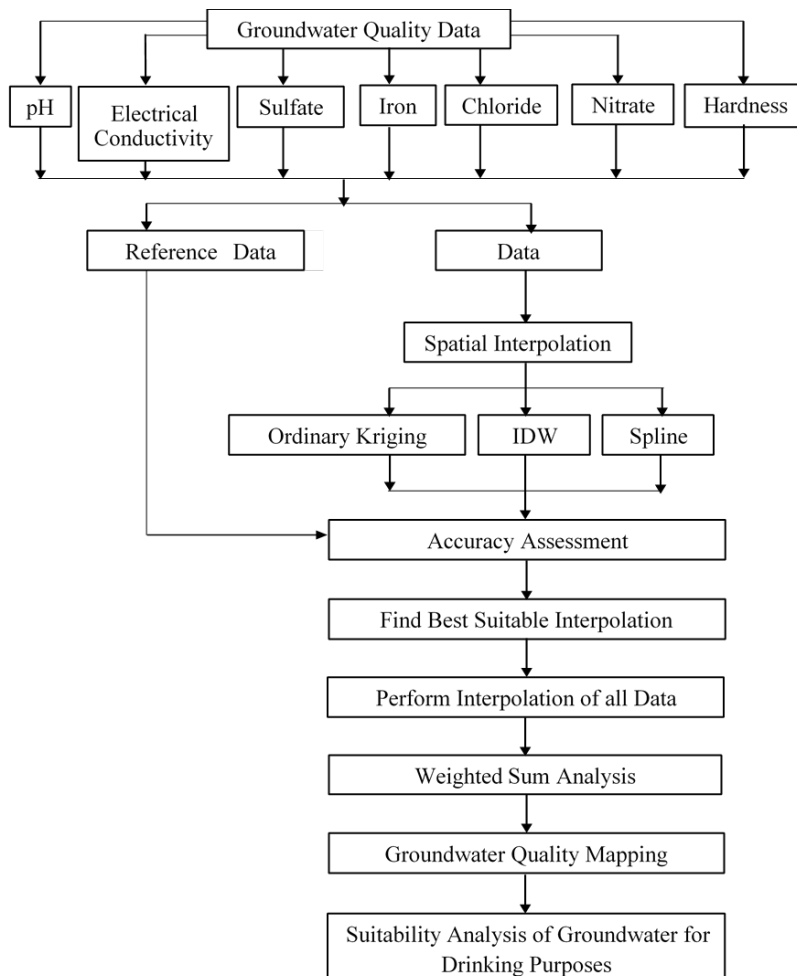 Groundwater Quality Data
pH
Electrical
Conductivity
Sulfate
Iron
Chloride
Nitrate
Hardness
Reference Data
Data
Spatial Interpolation
Ordinary Kriging
IDW
Spline
Accuracy Assessment
Find Best Suitable Interpolation
Perform Interpolation of all Data
Weighted Sum Analysis
Groundwater Quality Mapping
Suitability Analysis of Groundwater for
Drinking Purposes